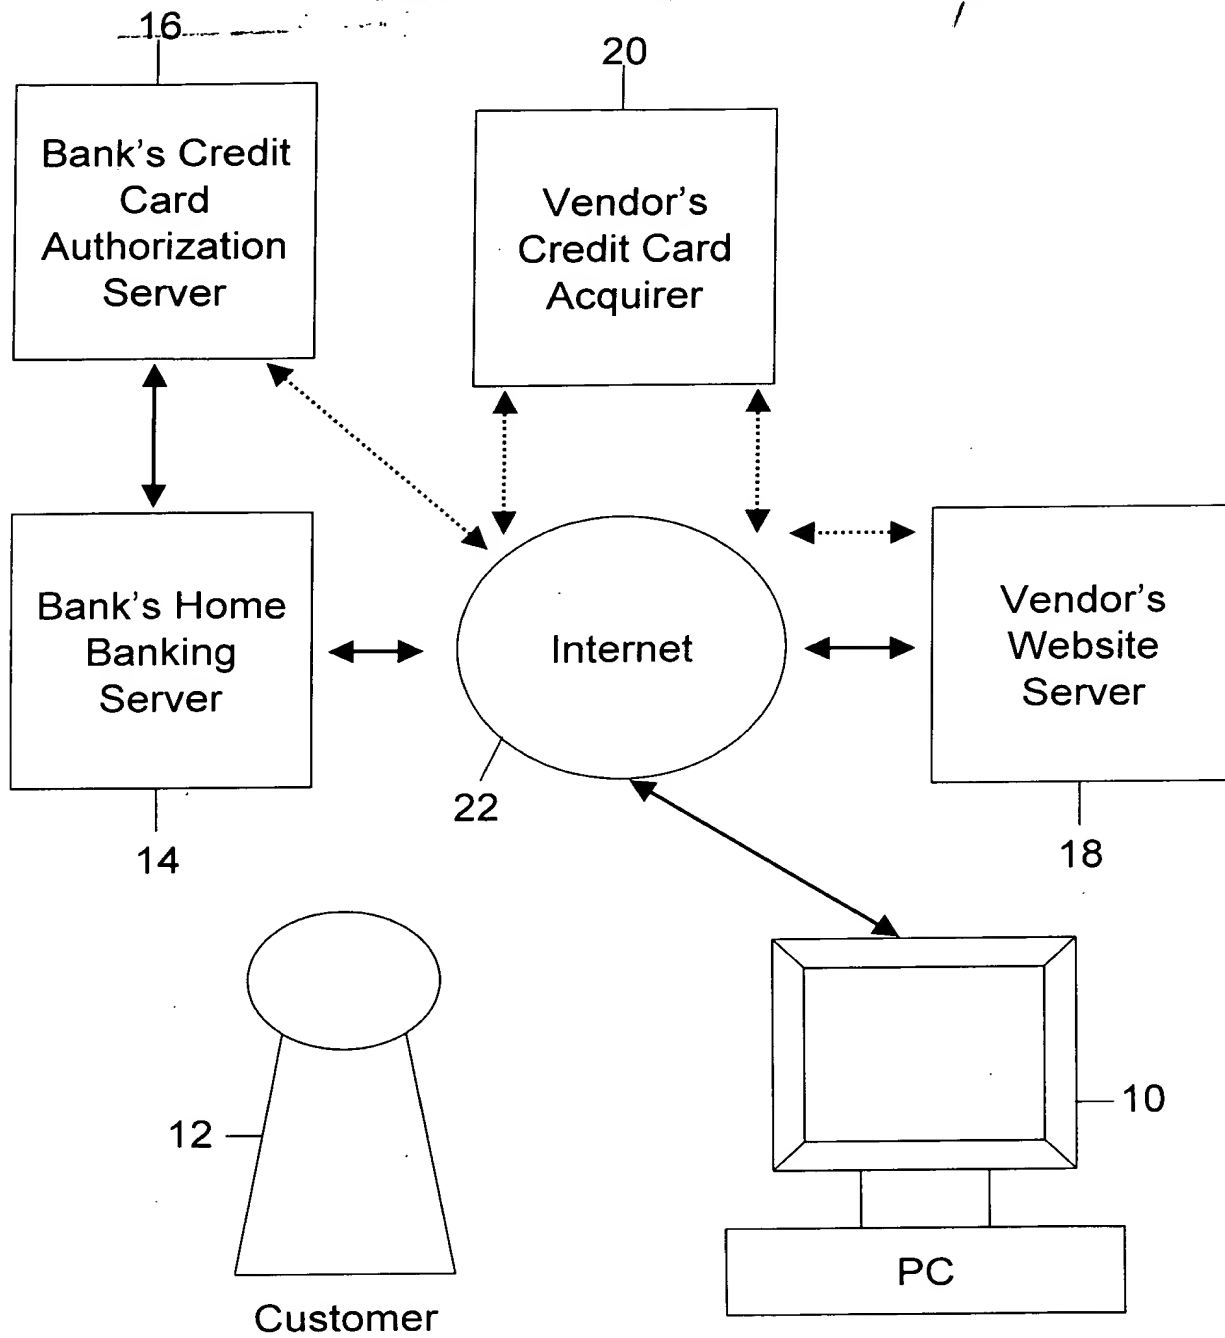 16
20
Bank's Credit
Card
Authorization
Server
Vendor's
Credit Card
Acquirer
Bank's Home
Banking
Server
Internet
Vendor's
Website
Server
22
14
18
12
10
PC
Customer